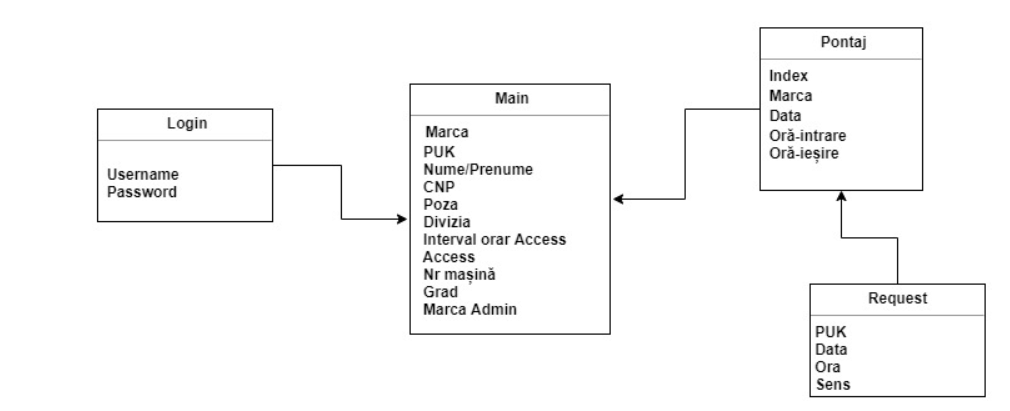 Login
Username
Password
Main
Marca
PUK
Nume/Prenume
CNP
Poza
Divizia
Interval orar Access
Access
Nr mașină
Grad
Marca Admin
Pontaj
Index
Marca
Data
Oră-intrare
Oră-ieșire
Request
PUK
Data
Ora
Sens